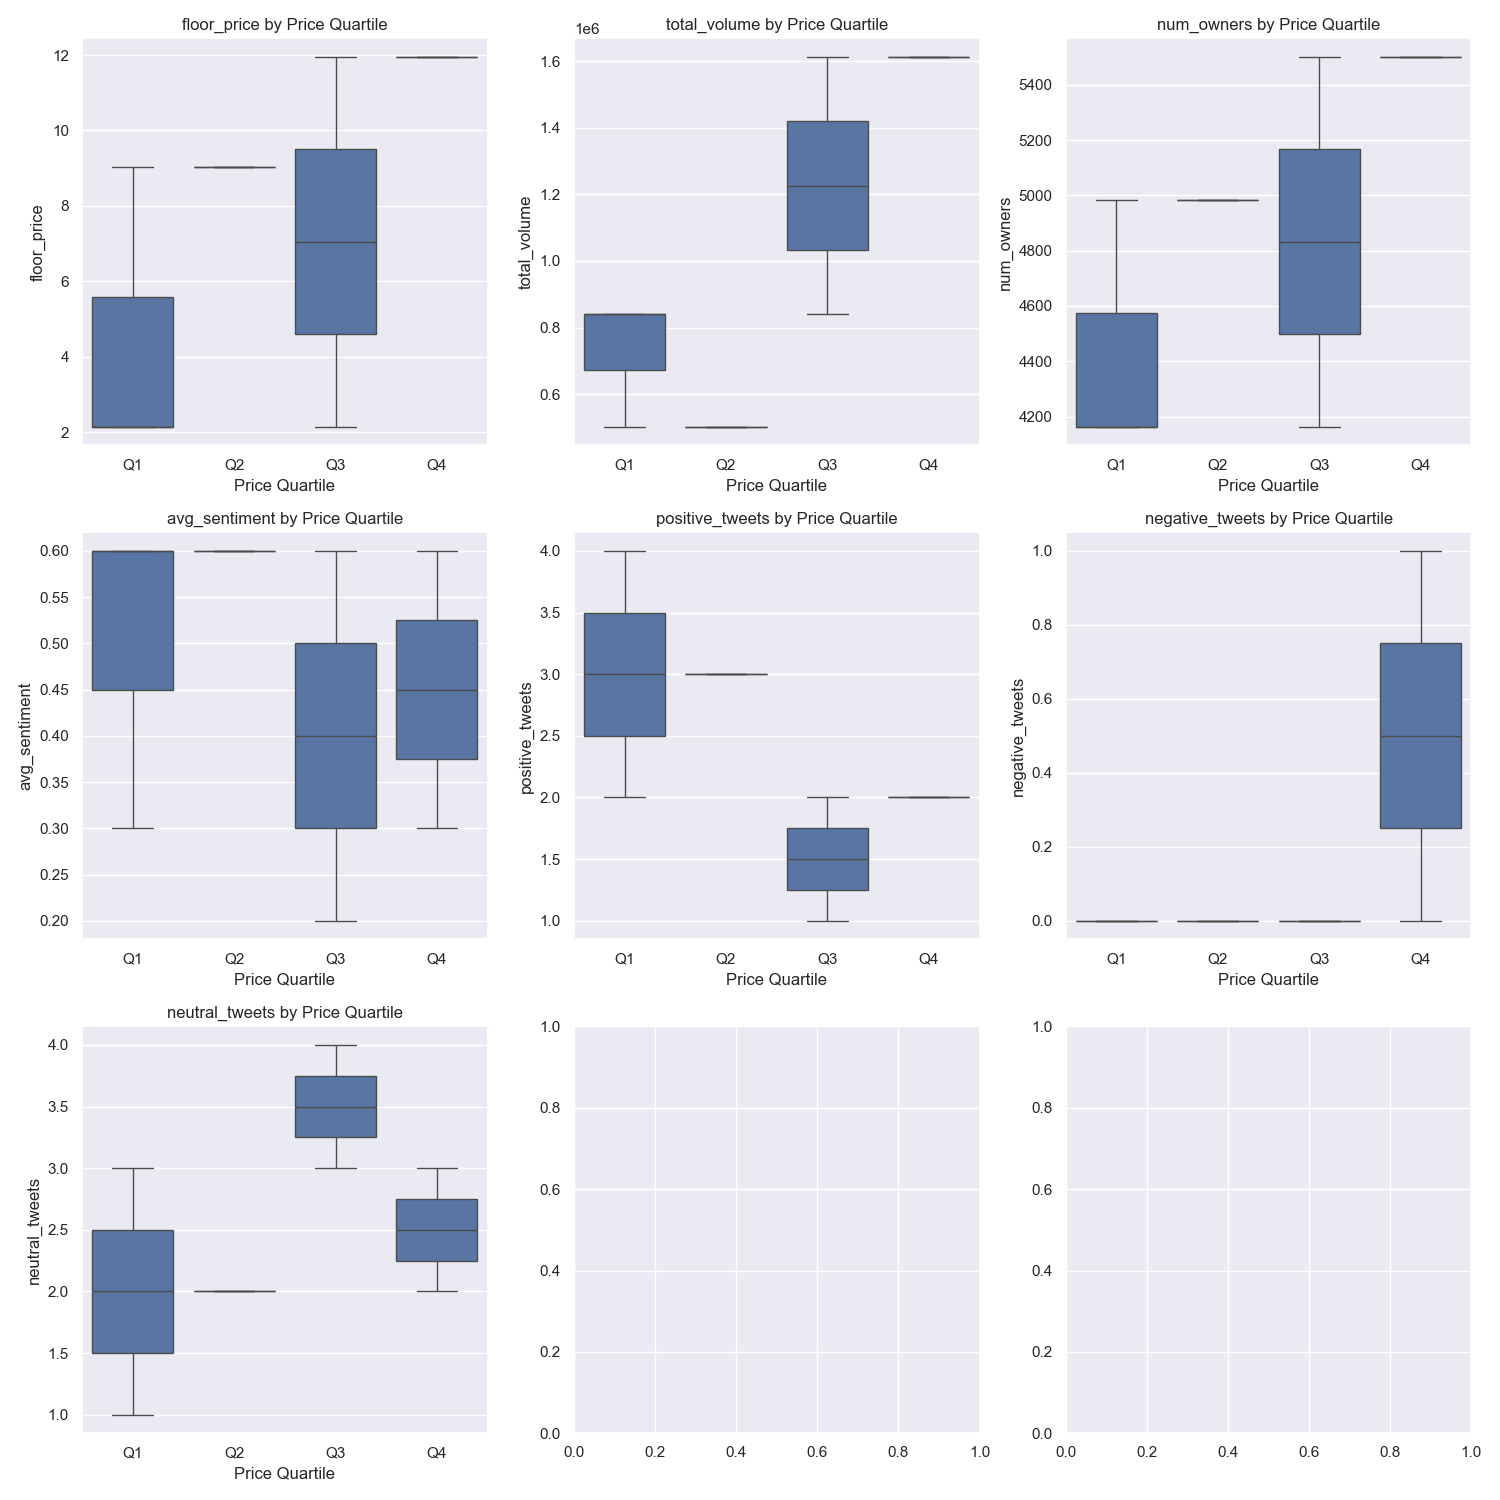 floor_price by Price Quartile
12
10
8
6
4
2
floor_price
Q1 Q2 Q3 Q4
Price Quartile
total_volume by Price Quartile
1e6
1.6
1.4
1.2
1.0
0.8
0.6
total_volume
Q1 Q2 Q3 Q4
Price Quartile
num_owners by Price Quartile
5400
5200
5000
4800
4600
4400
4200
num_owners
Q1 Q2 Q3 Q4
Price Quartile
avg_sentiment by Price Quartile
0.60
0.55
0.50
0.45
0.40
0.35
0.30
0.25
0.20
avg_sentiment
Q1 Q2 Q3 Q4
Price Quartile
positive_tweets by Price Quartile
4.0
3.5
3.0
2.5
2.0
1.5
1.0
positive_tweets
Q1 Q2 Q3 Q4
Price Quartile
negative_tweets by Price Quartile
1.0
0.8
0.6
0.4
0.2
0.0
negative_tweets
Q1 Q2 Q3 Q4
Price Quartile
neutral_tweets by Price Quartile
4.0
3.5
3.0
2.5
2.0
1.5
1.0
neutral_tweets
Q1 Q2 Q3 Q4
Price Quartile
1.0
0.8
0.6
0.4
0.2
0.0
0.0 0.2 0.4 0.6 0.8 1.0
1.0
0.8
0.6
0.4
0.2
0.0
0.0 0.2 0.4 0.6 0.8 1.0